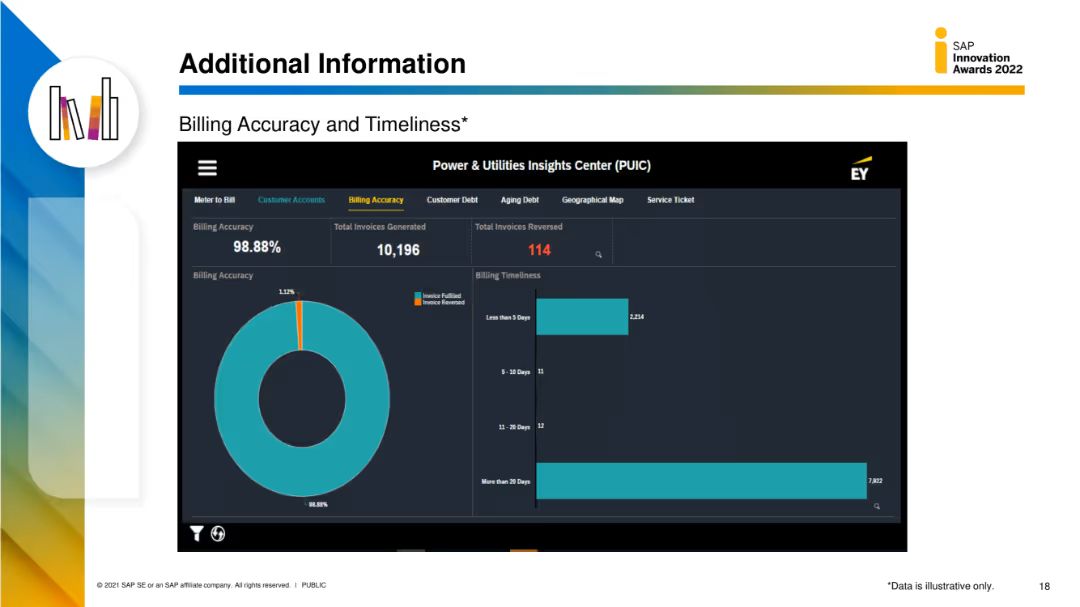 Additional Information
SAP
Innovation
Awards 2022
Billing Accuracy and Timeliness*
Power & Utilities Insights Center (PUIC)
EY
Meter to Bill Customer Accounts Billing Accuracy Customer Debt Aging Debt Geographical Map Service Ticket
Billing Accuracy
98.88%
Total Invoices Generated
10,196
Total Invoices Reversed
114
Billing Accuracy
1.12%
Invoice Fulfilled
Invoice Reversed
98.88%
Billing Timeliness
Less than 5 Days 2,214
5 - 10 Days 11
11 - 20 Days 12
More than 20 Days 7,922
© 2021 SAP SE or an SAP affiliate company. All rights reserved. I PUBLIC
*Data is illustrative only.
18